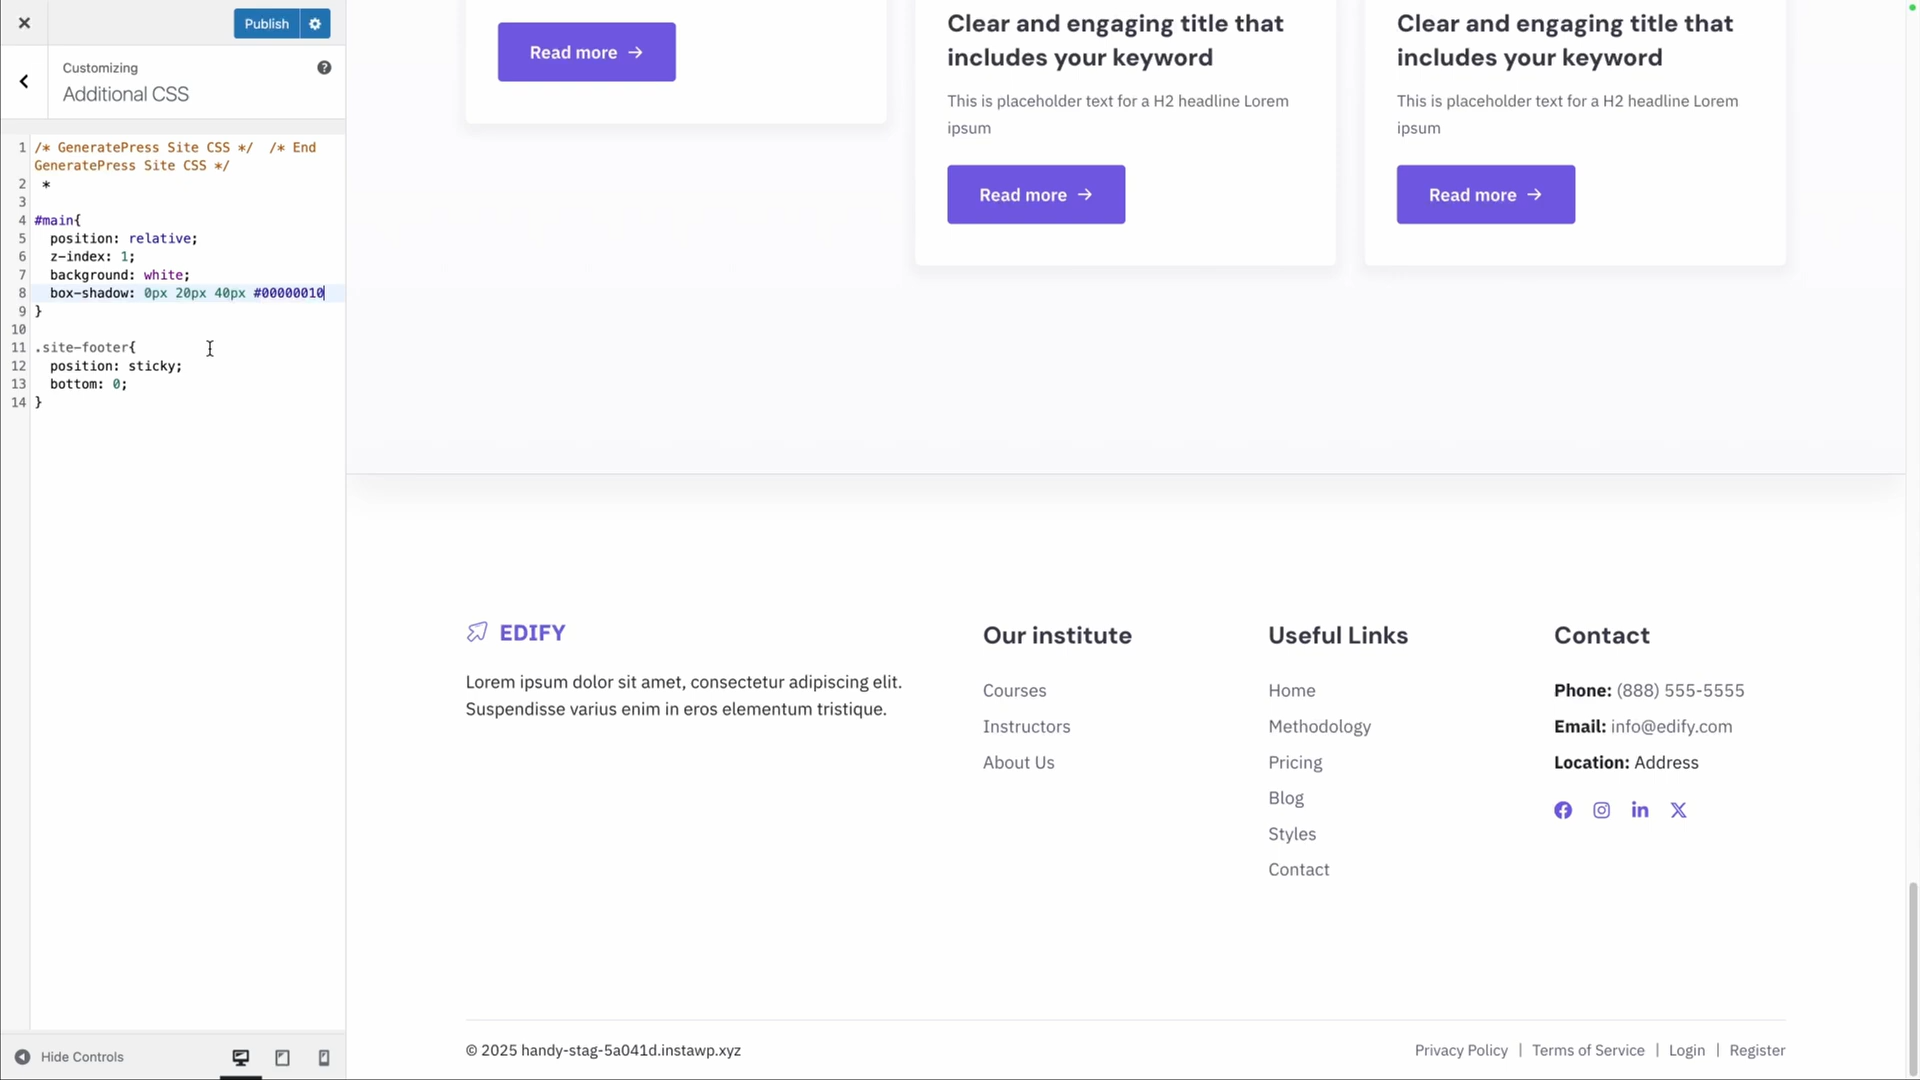 Publish
Customizing
Additional CSS
1 /* GeneratePress Site CSS */  /* End
GeneratePress Site CSS */
2  *
3
4 #main{
5   position: relative;
6   z-index: 1;
7   background: white;
8   box-shadow: 0px 20px 40px #00000010
9 }
10
11 .site-footer{
12   position: sticky;
13   bottom: 0;
14 }
Hide Controls
Read more →
Clear and engaging title that
includes your keyword
This is placeholder text for a H2 headline Lorem
ipsum
Read more →
Clear and engaging title that
includes your keyword
This is placeholder text for a H2 headline Lorem
ipsum
Read more →
EDIFY
Lorem ipsum dolor sit amet, consectetur adipiscing elit.
Suspendisse varius enim in eros elementum tristique.
Our institute
Courses
Instructors
About Us
Useful Links
Home
Methodology
Pricing
Blog
Styles
Contact
Contact
Phone: (888) 555-5555
Email: info@edify.com
Location: Address
© 2025 handy-stag-5a041d.instawp.xyz
Privacy Policy | Terms of Service | Login | Register